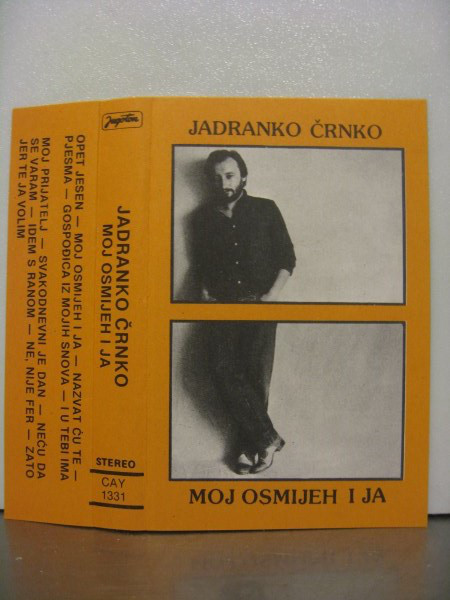 Jugoton
OPET JESEN — MOJ OSMIJEH I JA — NAZVAT ĆU TE —
PJESMA — GOSPOĐICA IZ MOJIH SNOVA — I U TEBI IMA
MOJ PRIJATELJ — SVAKODNEVNI JE DAN — NEĆU DA
SE VARAM — IDEM S RANOM — NE, NIJE FER — ZATO
JER TE JA VOLIM
JADRANKO ČRNKO
MOJ OSMIJEH I JA
STEREO
CAY
1331
JADRANKO ČRNKO
MOJ OSMIJEH I JA